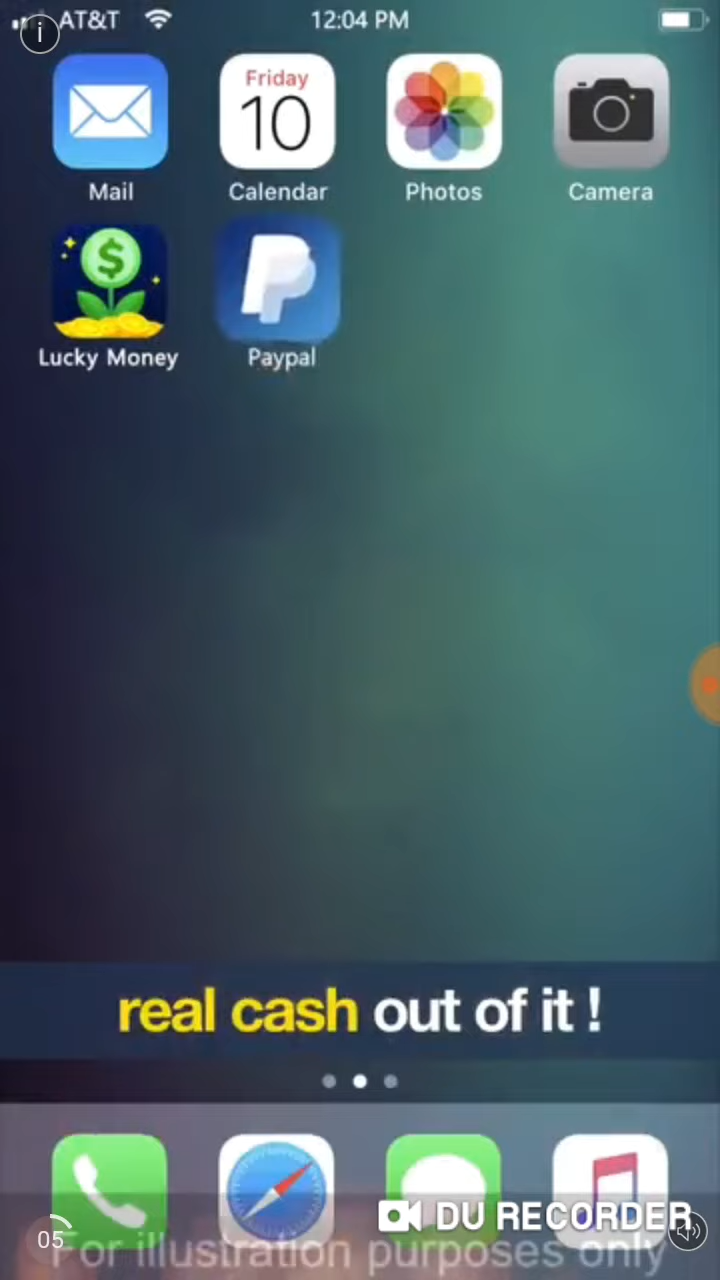 AT&T 12:04 PM
Friday
10
Mail Calendar Photos Camera
$
Lucky Money Paypal
real cash out of it !
DU RECORDER
05
For illustration purposes only